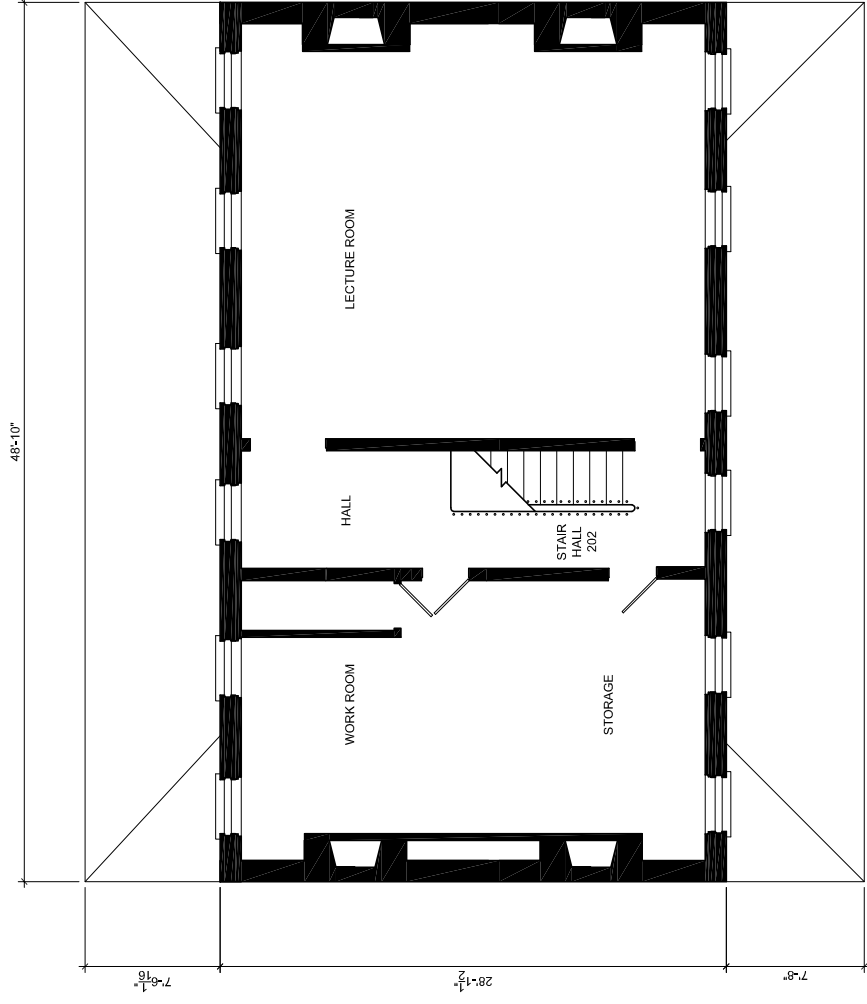 48'-10"
LECTURE ROOM
HALL
STAIR
HALL
202
WORK ROOM
STORAGE
7'-6 1/16"
28'-1 1/2"
7'-8"